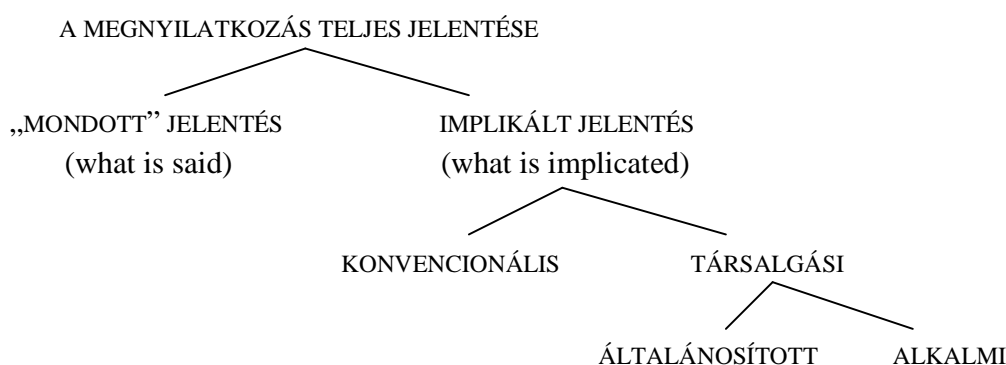 A MEGNYILATKOZÁS TELJES JELENTÉSE
„MONDOTT” JELENTÉS IMPLIKÁLT JELENTÉS
(what is said) (what is implicated)
KONVENCIONÁLIS TÁRSALGÁSI
ÁLTALÁNOSÍTOTT ALKALMI